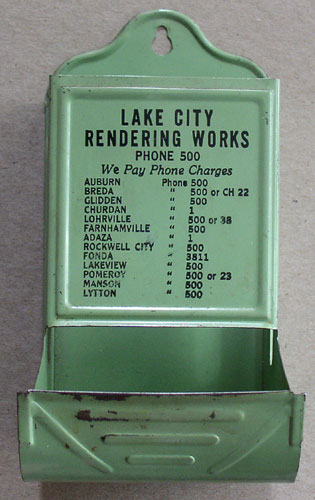 LAKE CITY
RENDERING WORKS
PHONE 500
We Pay Phone Charges
AUBURN Phone 500
BREDA " 500 or CH 22
GLIDDEN " 500
CHURDAN " 1
LOHRVILLE " 500 or 38
FARNHAMVILLE " 500
ADAZA " 1
ROCKWELL CITY " 500
FONDA " 3811
LAKEVIEW " 500
POMEROY " 500 or 23
MANSON " 500
LYTTON " 500